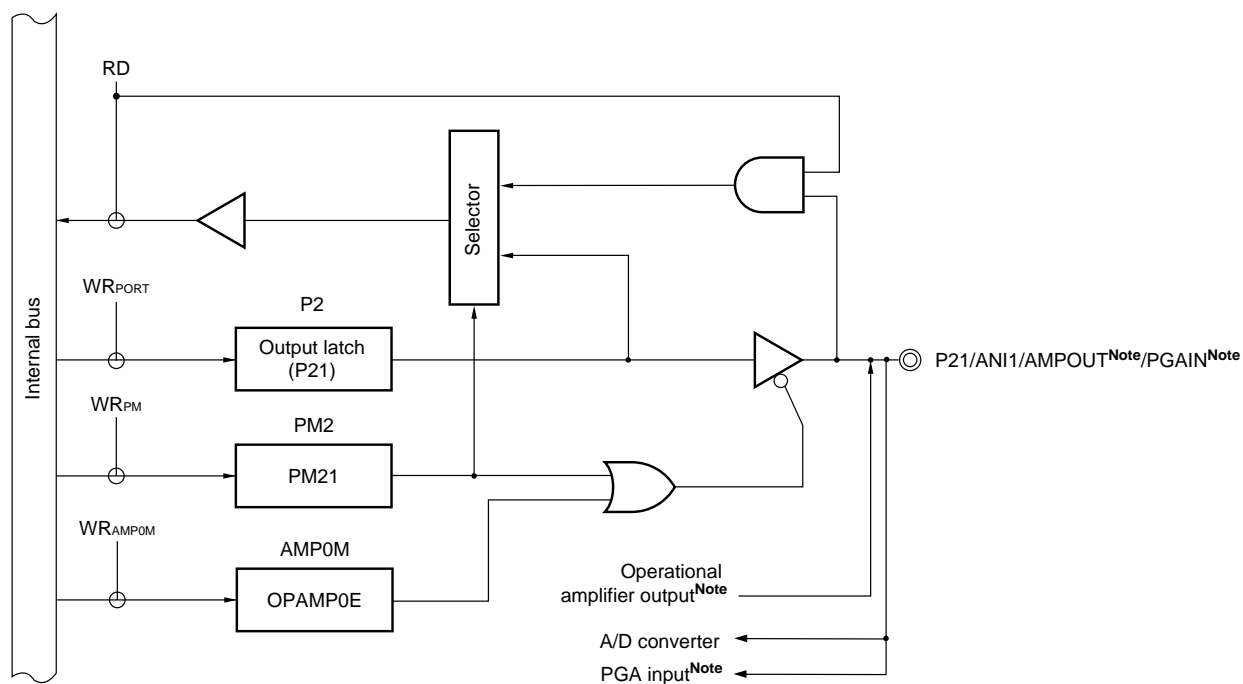 Internal bus
RD
Selector
WRPORT
P2
Output latch
(P21)
P21/ANI1/AMPOUTNote/PGAINNote
WRPM
PM2
PM21
WRAMP0M
AMP0M
OPAMP0E
Operational
amplifier outputNote
A/D converter
PGA inputNote